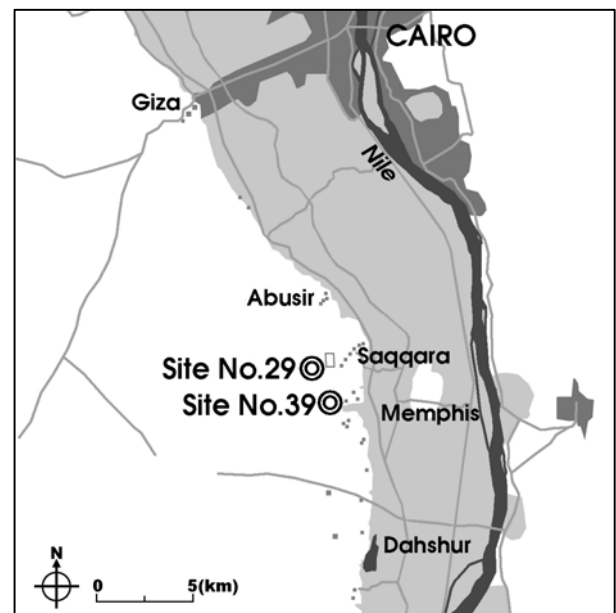 CAIRO
Giza
Nile
Abusir
Saqqara
Site No.29
Site No.39
Memphis
Dahshur
N
0 5(km)